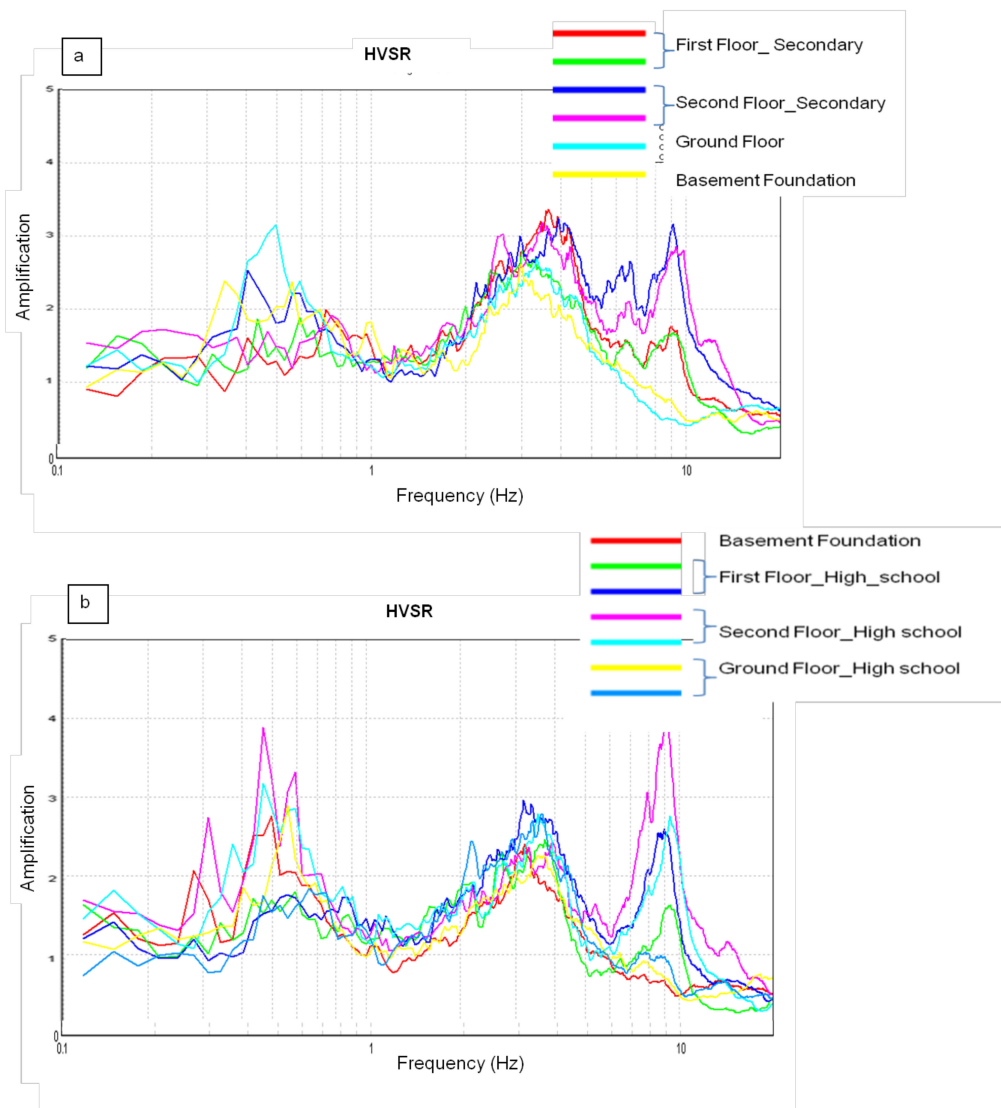 a
HVSR
First Floor_ Secondary
Second Floor_Secondary
Ground Floor
Basement Foundation
5
4
3
2
1
0
Amplification
0.1
1
10
Frequency (Hz)
b
HVSR
Basement Foundation
First Floor_High_school
Second Floor_High school
Ground Floor_High school
5
4
3
2
1
0
Amplification
0.1
1
10
Frequency (Hz)